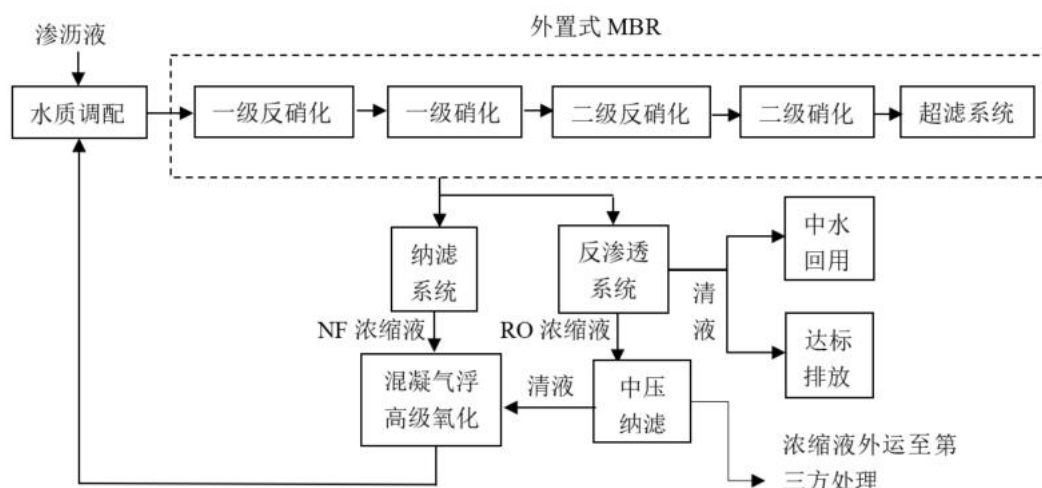 外置式 MBR
渗沥液
水质调配
一级反硝化
一级硝化
二级反硝化
二级硝化
超滤系统
纳滤
系统
反渗透
系统
清
液
中水
回用
达标
排放
NF 浓缩液
RO 浓缩液
混凝气浮
高级氧化
清液
中压
纳滤
浓缩液外运至第
三方处理